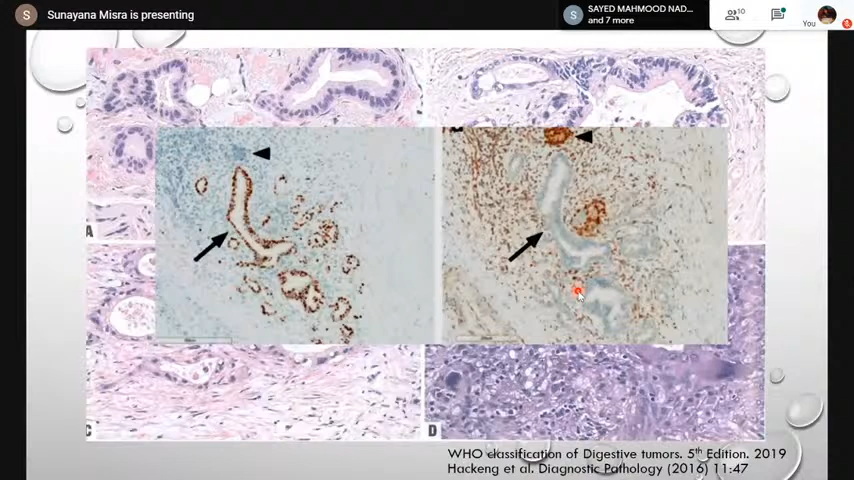 S Sunayana Misra is presenting
S SAYED MAHMOOD NAD...
and 7 more
10
You
A
C
D
WHO classification of Digestive tumors. 5th Edition. 2019
Hackeng et al. Diagnostic Pathology (2016) 11:47